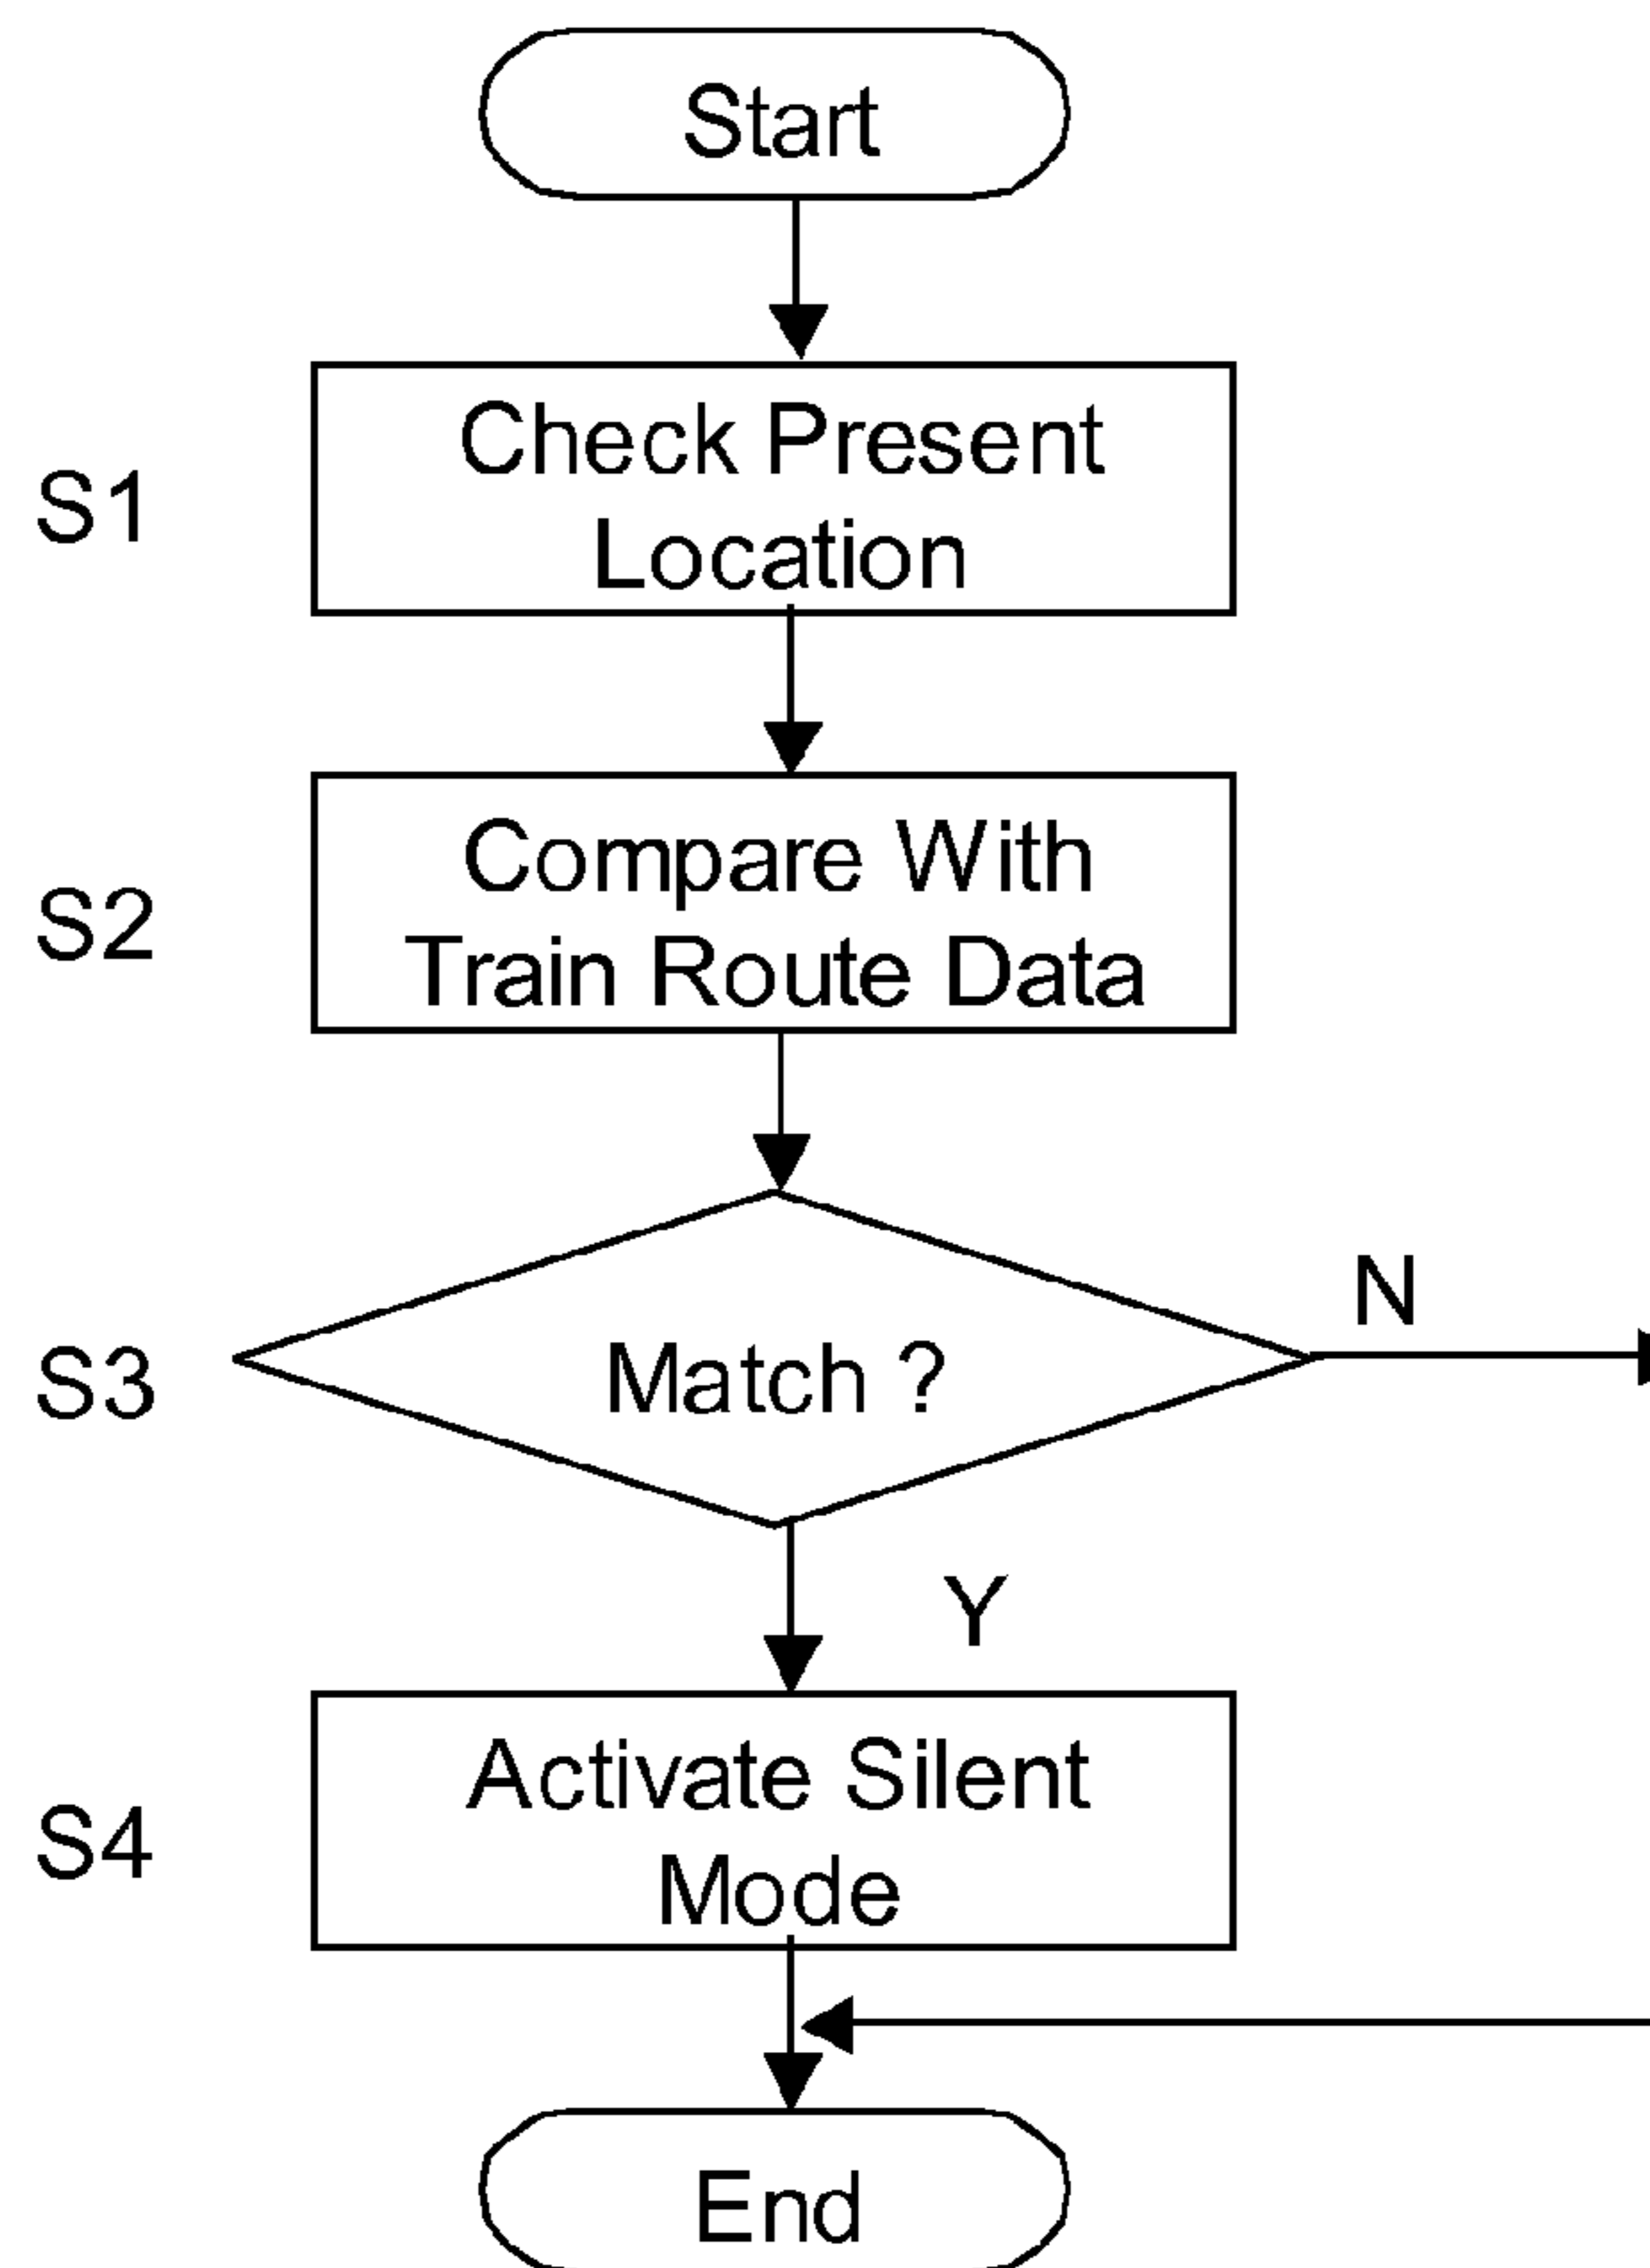 Start
S1
Check Present
Location
S2
Compare With
Train Route Data
N
S3
Match ?
Y
S4
Activate Silent
Mode
End